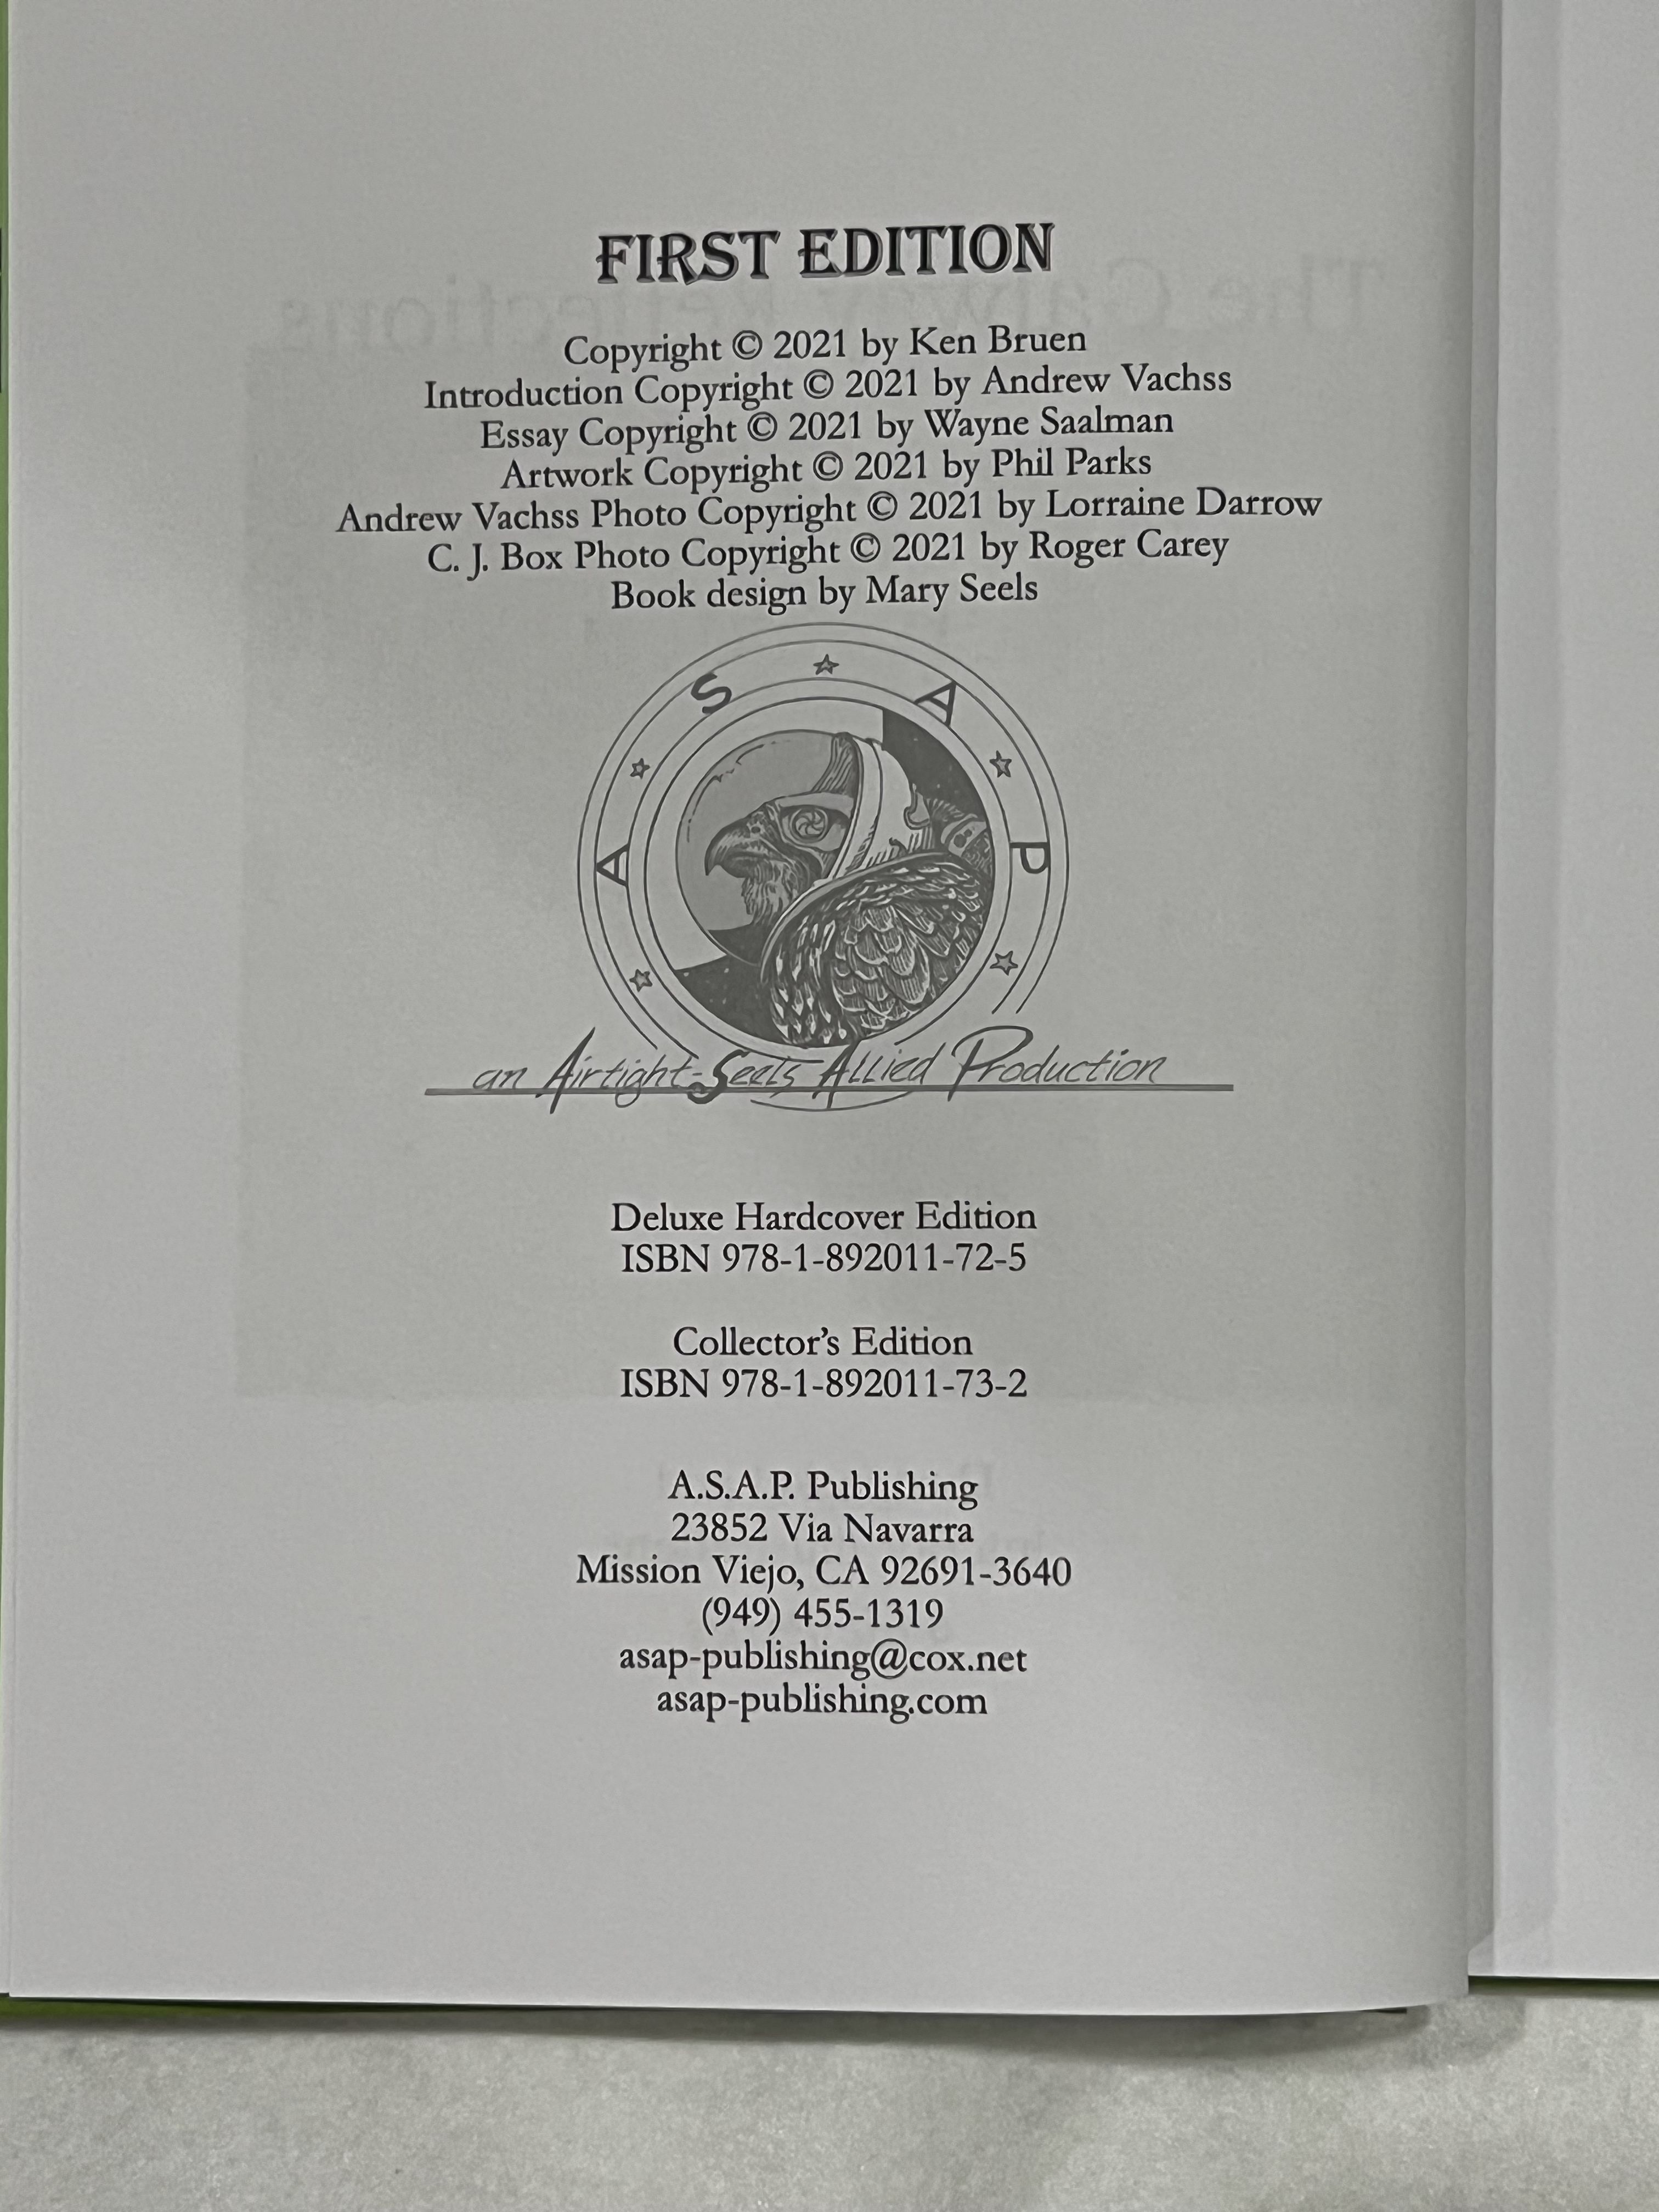 FIRST EDITION
Copyright © 2021 by Ken Bruen
Introduction Copyright © 2021 by Andrew Vachss
Essay Copyright © 2021 by Wayne Saalman
Artwork Copyright © 2021 by Phil Parks
Andrew Vachss Photo Copyright © 2021 by Lorraine Darrow
C. J. Box Photo Copyright © 2021 by Roger Carey
Book design by Mary Seels
A S A P
an Airtight-Seels Allied Production
Deluxe Hardcover Edition
ISBN 978-1-892011-72-5
Collector's Edition
ISBN 978-1-892011-73-2
A.S.A.P. Publishing
23852 Via Navarra
Mission Viejo, CA 92691-3640
(949) 455-1319
asap-publishing@cox.net
asap-publishing.com